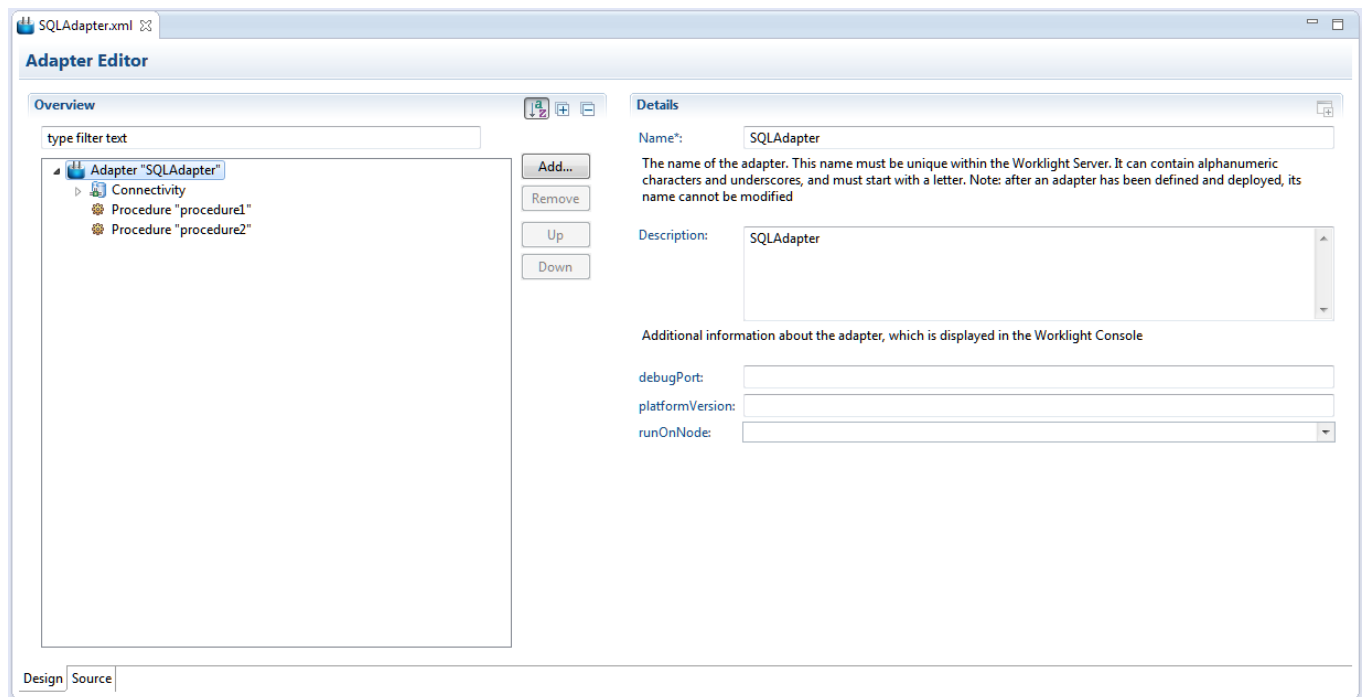 SQLAdapter.xml
Adapter Editor
Overview
type filter text
Adapter "SQLAdapter"
Connectivity
Procedure "procedure1"
Procedure "procedure2"
Add...
Remove
Up
Down
Details
Name*: SQLAdapter
The name of the adapter. This name must be unique within the Worklight Server. It can contain alphanumeric
characters and underscores, and must start with a letter. Note: after an adapter has been defined and deployed, its
name cannot be modified
Description: SQLAdapter
Additional information about the adapter, which is displayed in the Worklight Console
debugPort:
platformVersion:
runOnNode:
Design Source